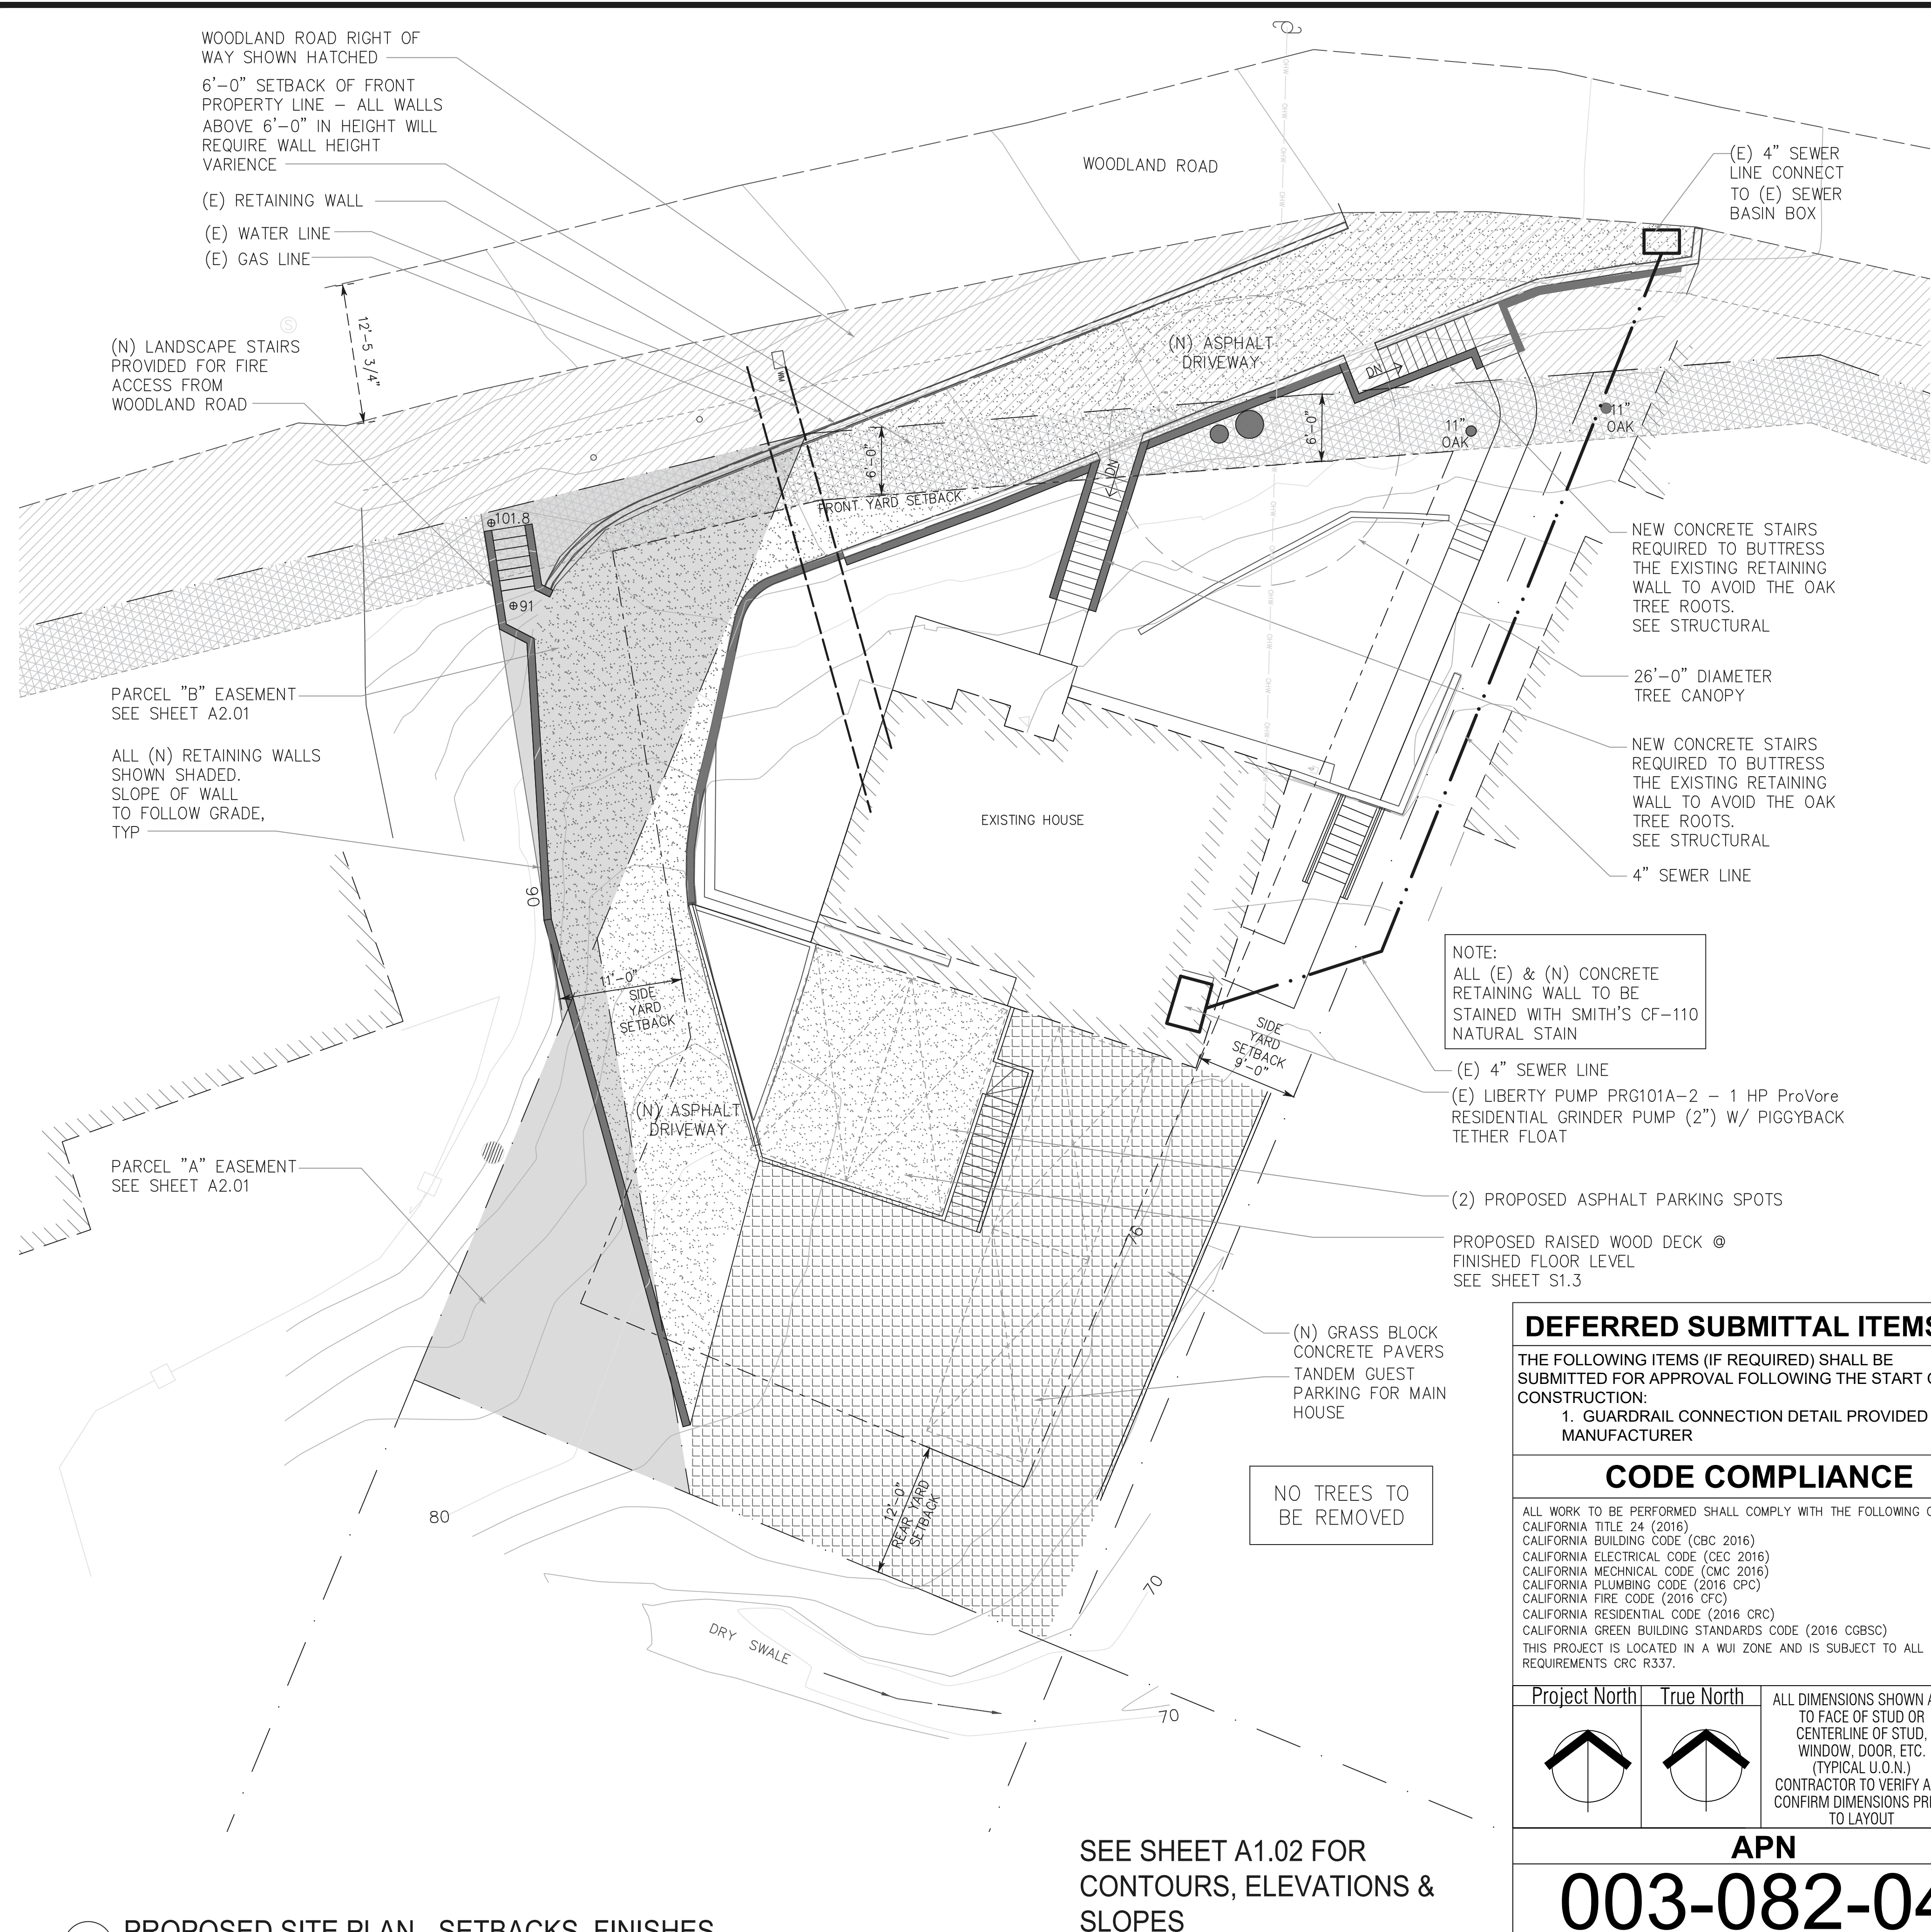 WOODLAND ROAD RIGHT OF
WAY SHOWN HATCHED
6'-0" SETBACK OF FRONT
PROPERTY LINE – ALL WALLS
ABOVE 6'-0" IN HEIGHT WILL
REQUIRE WALL HEIGHT
VARIENCE
(E) RETAINING WALL
(E) WATER LINE
(E) GAS LINE
12'-5 3/4"
S
(N) LANDSCAPE STAIRS
PROVIDED FOR FIRE
ACCESS FROM
WOODLAND ROAD
WOODLAND ROAD
OHW
OHW
OHW
OHW
OHW
OHW
OHW
OHW
OHW
(E) 4" SEWER
LINE CONNECT
TO (E) SEWER
BASIN BOX
(N) ASPHALT
DRIVEWAY
DN
WM
6'-0"
6'-0"
DN
FRONT YARD SETBACK
11"
OAK
11"
OAK
101.8
91
NEW CONCRETE STAIRS
REQUIRED TO BUTTRESS
THE EXISTING RETAINING
WALL TO AVOID THE OAK
TREE ROOTS.
SEE STRUCTURAL
26'-0" DIAMETER
TREE CANOPY
NEW CONCRETE STAIRS
REQUIRED TO BUTTRESS
THE EXISTING RETAINING
WALL TO AVOID THE OAK
TREE ROOTS.
SEE STRUCTURAL
4" SEWER LINE
PARCEL "B" EASEMENT
SEE SHEET A2.01
ALL (N) RETAINING WALLS
SHOWN SHADED.
SLOPE OF WALL
TO FOLLOW GRADE,
TYP
EXISTING HOUSE
90
11'-0"
SIDE
YARD
SETBACK
NOTE:
ALL (E) & (N) CONCRETE
RETAINING WALL TO BE
STAINED WITH SMITH'S CF-110
NATURAL STAIN
SIDE
YARD
SETBACK
9'-0"
(E) 4" SEWER LINE
(E) LIBERTY PUMP PRG101A-2 – 1 HP ProVore
RESIDENTIAL GRINDER PUMP (2") W/ PIGGYBACK
TETHER FLOAT
(N) ASPHALT
DRIVEWAY
PARCEL "A" EASEMENT
SEE SHEET A2.01
(2) PROPOSED ASPHALT PARKING SPOTS
76
PROPOSED RAISED WOOD DECK @
FINISHED FLOOR LEVEL
SEE SHEET S1.3
(N) GRASS BLOCK
CONCRETE PAVERS
TANDEM GUEST
PARKING FOR MAIN
HOUSE
NO TREES TO
BE REMOVED
12'-0"
REAR YARD
SETBACK
80
70
DRY SWALE
70
DEFERRED SUBMITTAL ITEMS
THE FOLLOWING ITEMS (IF REQUIRED) SHALL BE
SUBMITTED FOR APPROVAL FOLLOWING THE START
CONSTRUCTION:
1. GUARDRAIL CONNECTION DETAIL PROVIDED
MANUFACTURER
CODE COMPLIANCE
ALL WORK TO BE PERFORMED SHALL COMPLY WITH THE FOLLOWING
CALIFORNIA TITLE 24 (2016)
CALIFORNIA BUILDING CODE (CBC 2016)
CALIFORNIA ELECTRICAL CODE (CEC 2016)
CALIFORNIA MECHNICAL CODE (CMC 2016)
CALIFORNIA PLUMBING CODE (2016 CPC)
CALIFORNIA FIRE CODE (2016 CFC)
CALIFORNIA RESIDENTIAL CODE (2016 CRC)
CALIFORNIA GREEN BUILDING STANDARDS CODE (2016 CGBSC)
THIS PROJECT IS LOCATED IN A WUI ZONE AND IS SUBJECT TO ALL
REQUIREMENTS CRC R337.
Project North
True North
ALL DIMENSIONS SHOWN
TO FACE OF STUD OR
CENTERLINE OF STUD,
WINDOW, DOOR, ETC.
(TYPICAL U.O.N.)
CONTRACTOR TO VERIFY
CONFIRM DIMENSIONS
TO LAYOUT
APN
003-082-04
SEE SHEET A1.02 FOR
CONTOURS, ELEVATIONS &
SLOPES
PROPOSED SITE PLAN - SETBACKS, FINISHES